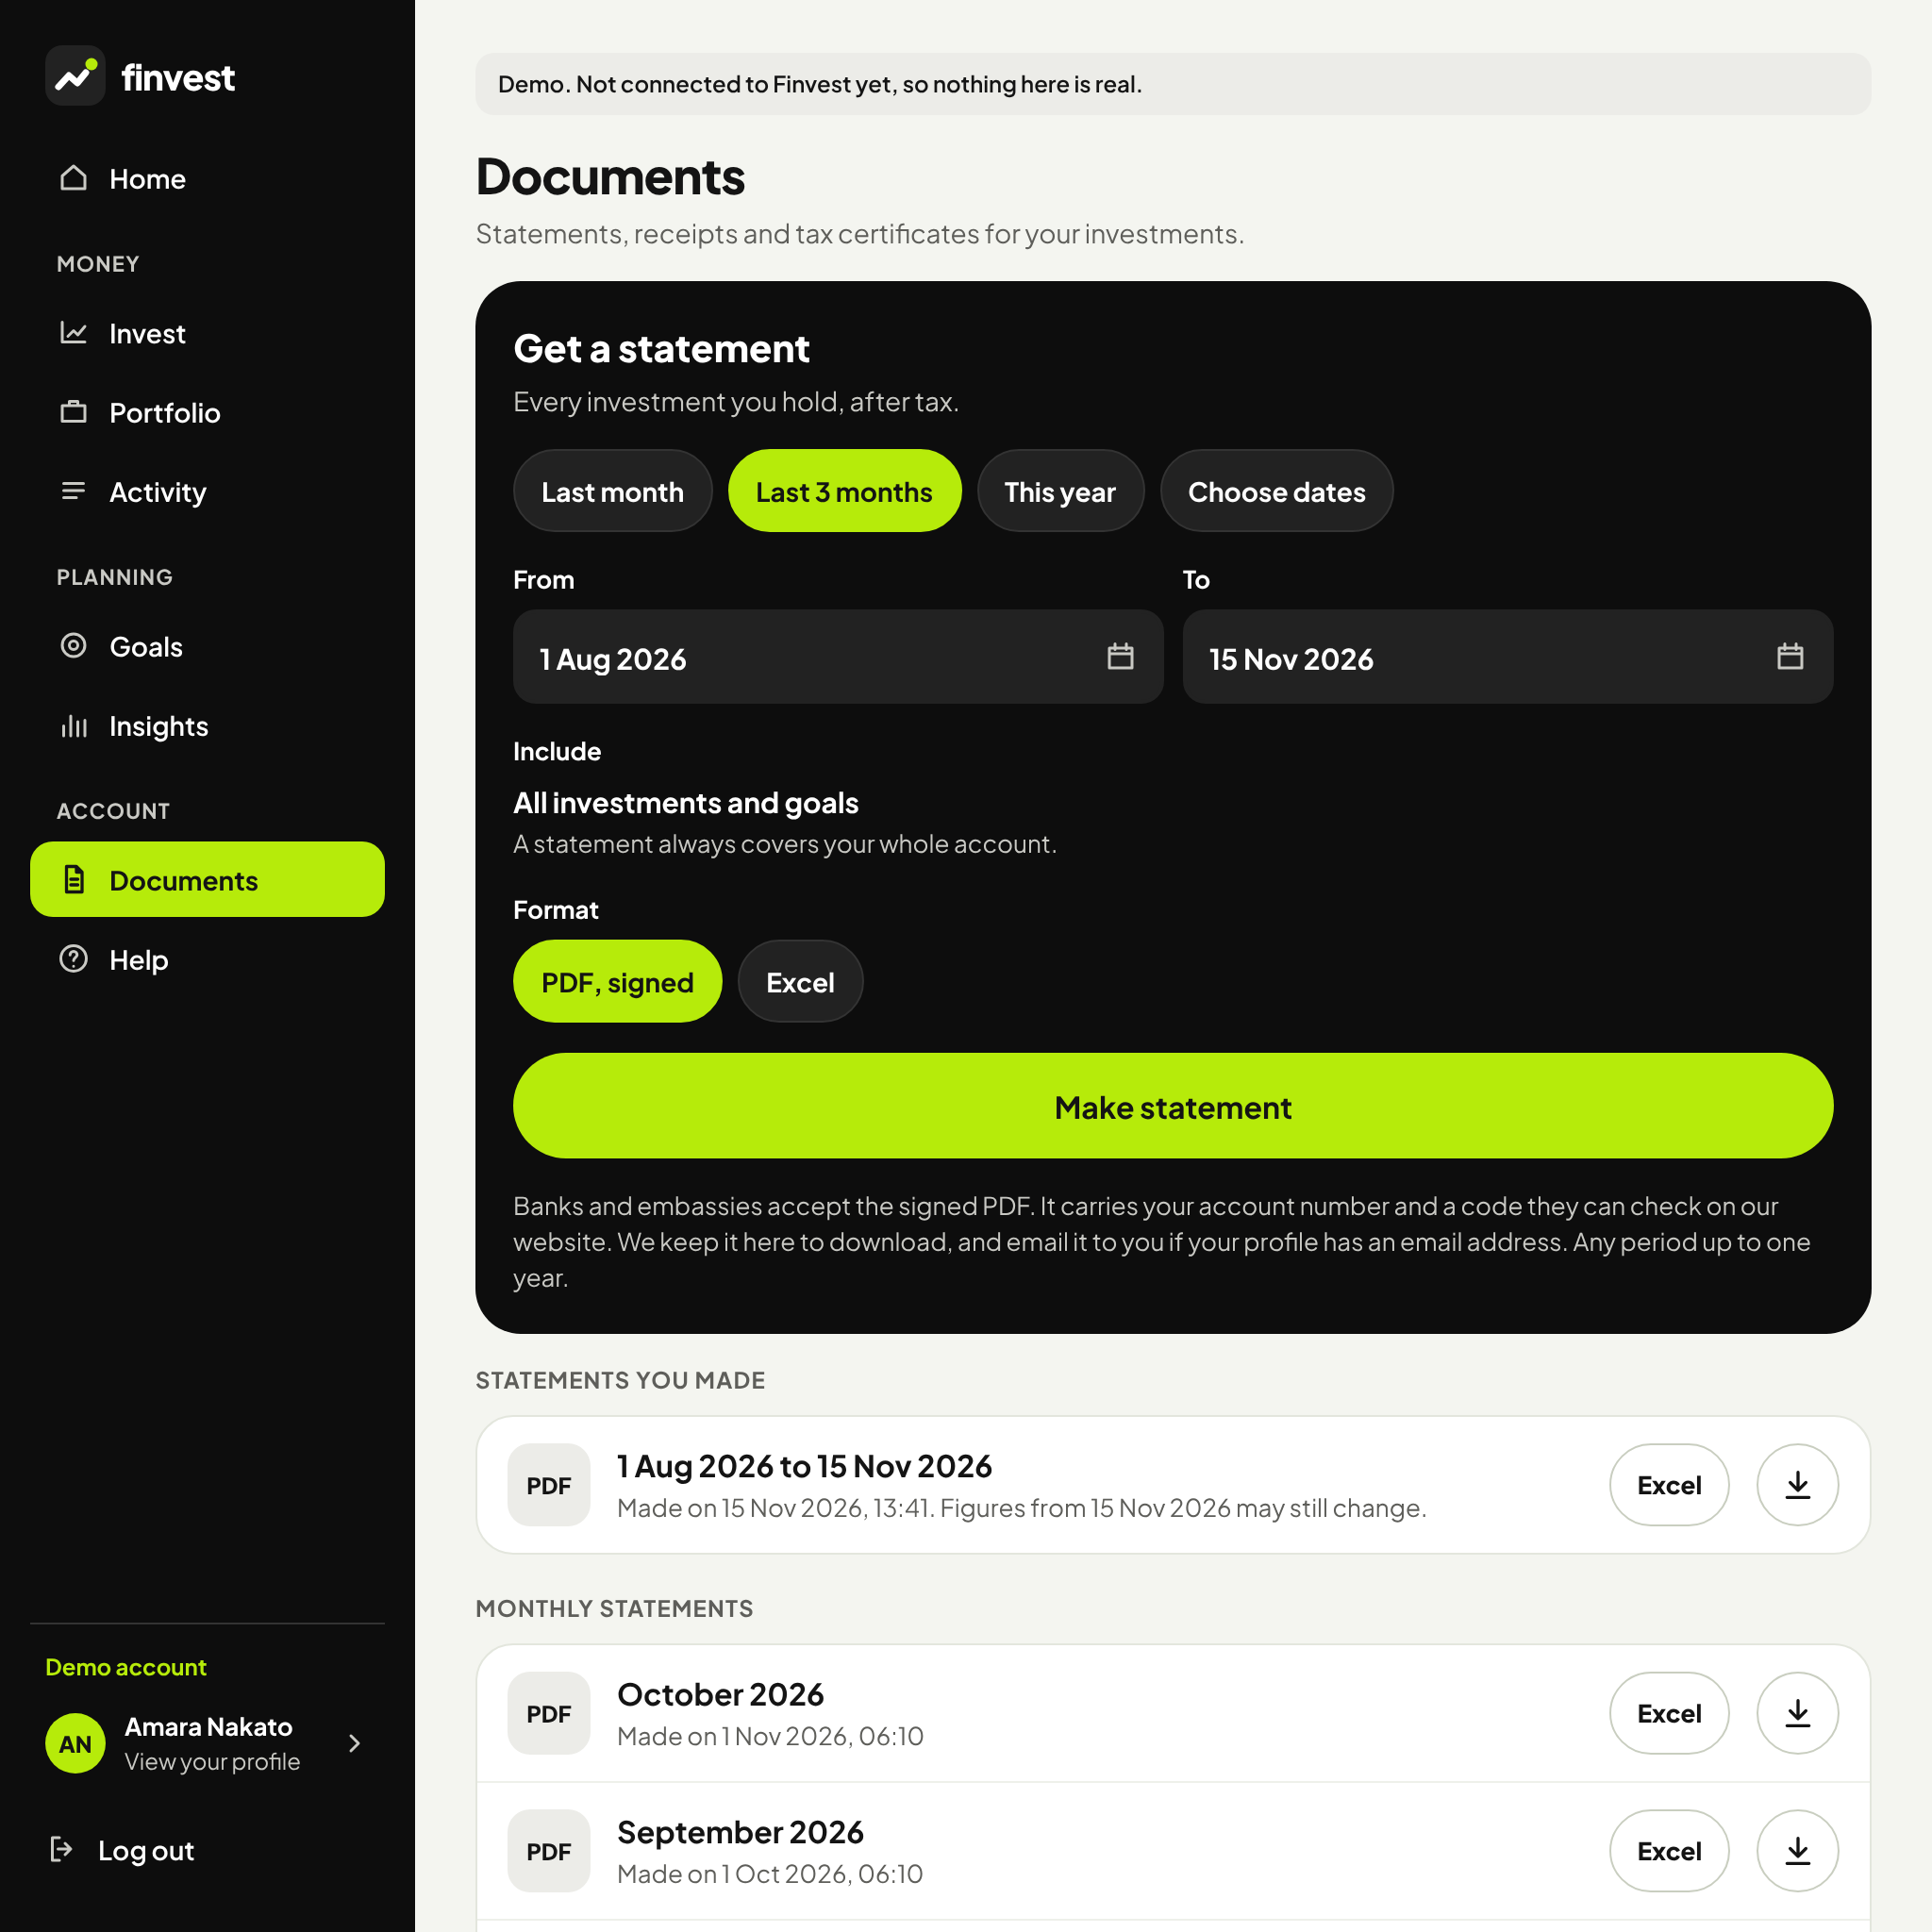 finvest
Home
MONEY
Invest
Portfolio
Activity
PLANNING
Goals
Insights
ACCOUNT
Documents
Help
Demo account
AN
Amara Nakato
View your profile
Log out
Demo. Not connected to Finvest yet, so nothing here is real.
Documents
Statements, receipts and tax certificates for your investments.
Get a statement
Every investment you hold, after tax.
Last month
Last 3 months
This year
Choose dates
From
To
1 Aug 2026
15 Nov 2026
Include
All investments and goals
A statement always covers your whole account.
Format
PDF, signed
Excel
Make statement
Banks and embassies accept the signed PDF. It carries your account number and a code they can check on our
website. We keep it here to download, and email it to you if your profile has an email address. Any period up to one
year.
STATEMENTS YOU MADE
PDF
1 Aug 2026 to 15 Nov 2026
Made on 15 Nov 2026, 13:41. Figures from 15 Nov 2026 may still change.
Excel
MONTHLY STATEMENTS
PDF
October 2026
Made on 1 Nov 2026, 06:10
Excel
PDF
September 2026
Made on 1 Oct 2026, 06:10
Excel